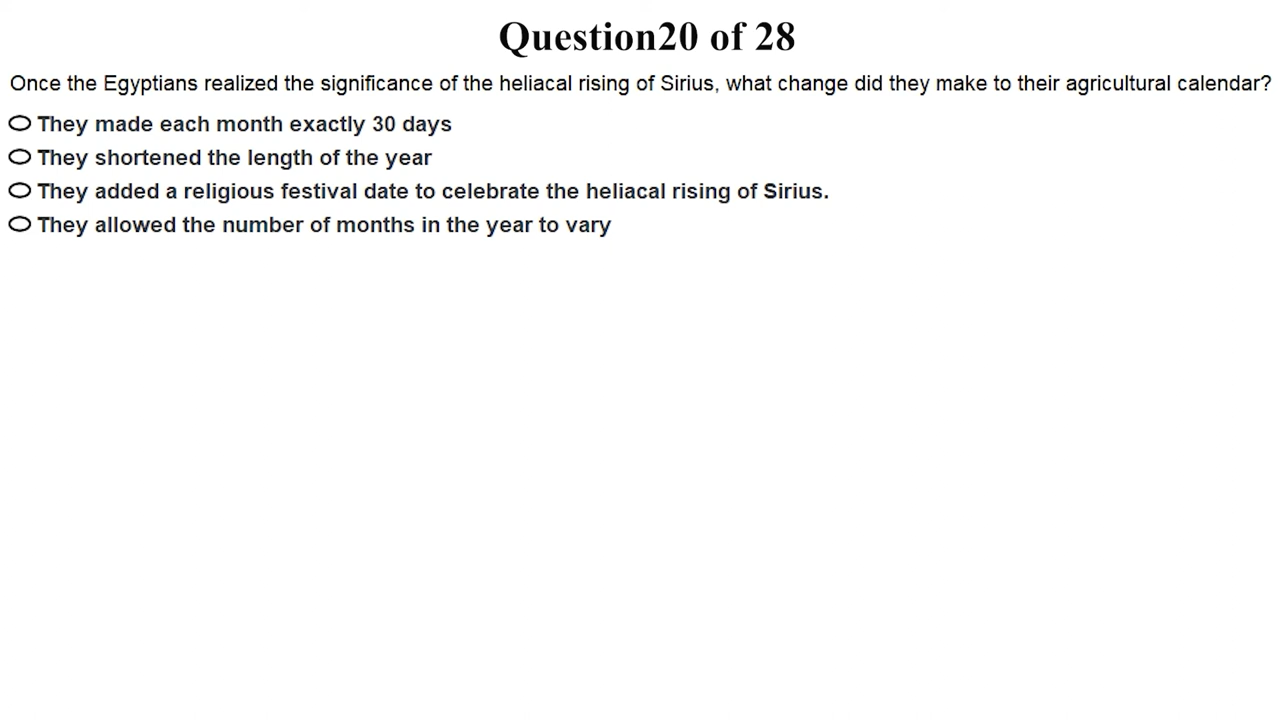 Question20 of 28
Once the Egyptians realized the significance of the heliacal rising of Sirius, what change did they make to their agricultural calendar?
They made each month exactly 30 days
They shortened the length of the year
They added a religious festival date to celebrate the heliacal rising of Sirius.
They allowed the number of months in the year to vary